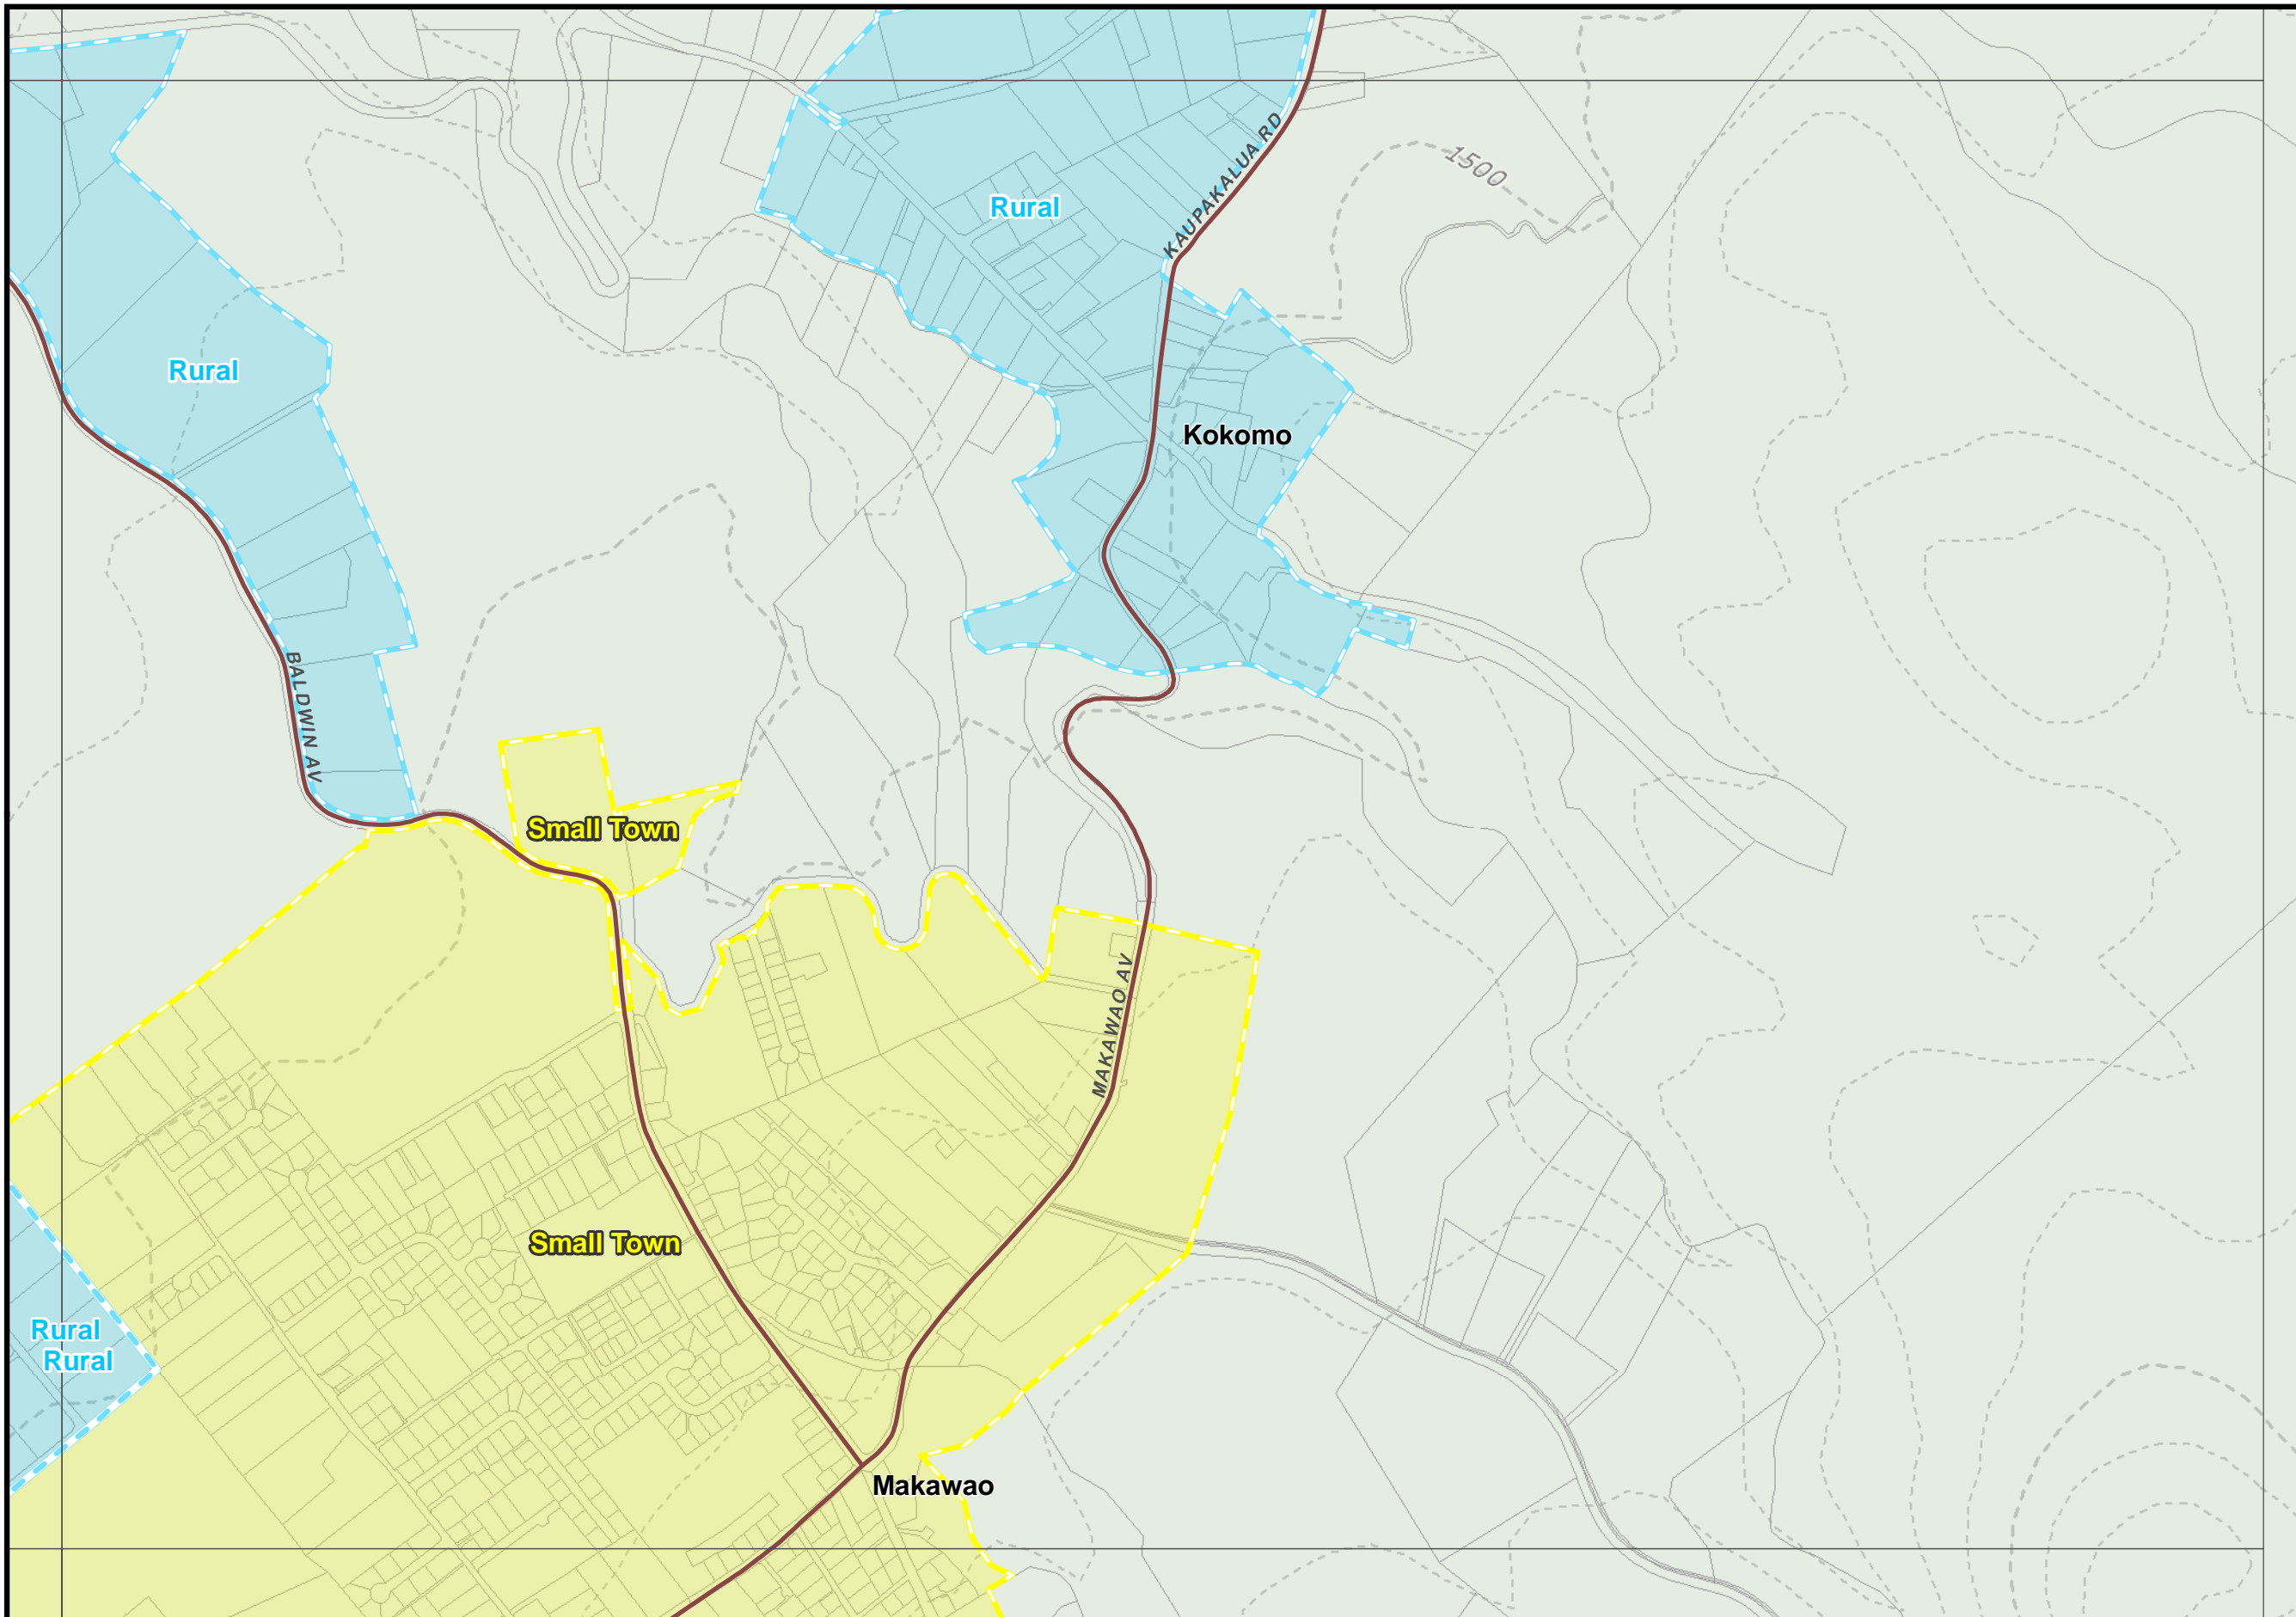 KAUPAKALUA RD
1500
Rural
Rural
Kokomo
BALDWIN AV
Small Town
MAKAWAO AV
Small Town
Rural
Rural
Makawao